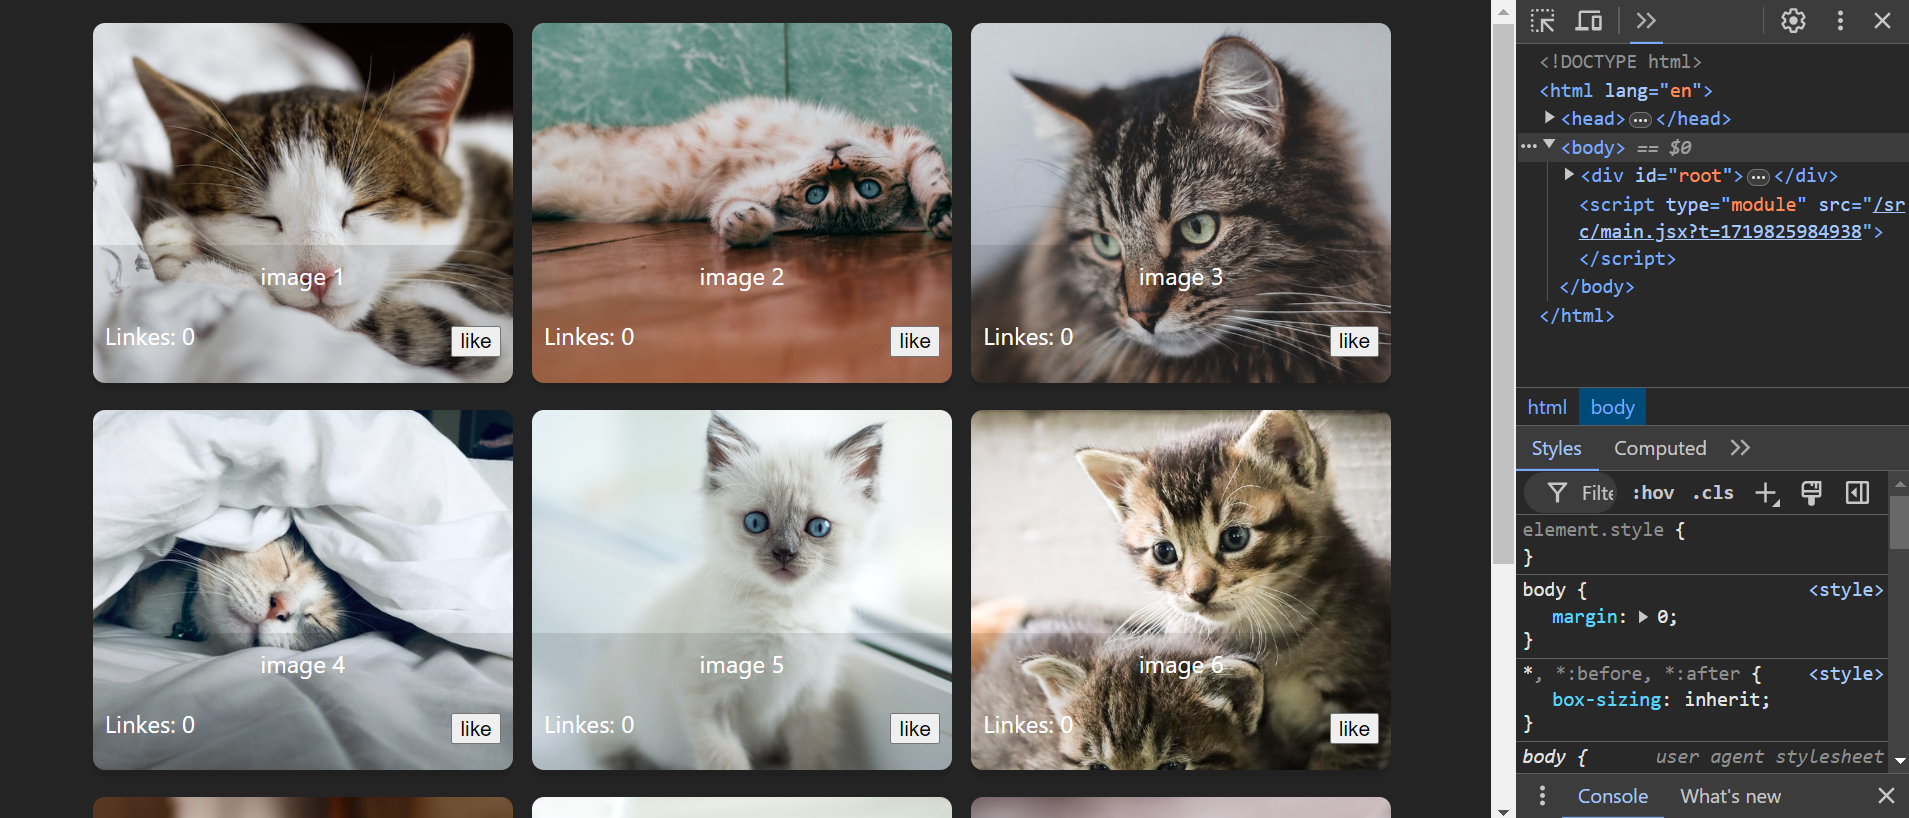 image 1
Linkes: 0
like
image 2
Linkes: 0
like
image 3
Linkes: 0
like
image 4
Linkes: 0
like
image 5
Linkes: 0
like
image 6
Linkes: 0
like
<!DOCTYPE html>
<html lang="en">
<head> </head>
<body> == $0
<div id="root"> </div>
<script type="module" src="/sr
c/main.jsx?t=1719825984938">
</script>
</body>
</html>
html body
Styles Computed
Filte :hov .cls
element.style {
}
body { <style>
margin: 0;
}
*, *:before, *:after { <style>
box-sizing: inherit;
}
body { user agent stylesheet
Console What's new